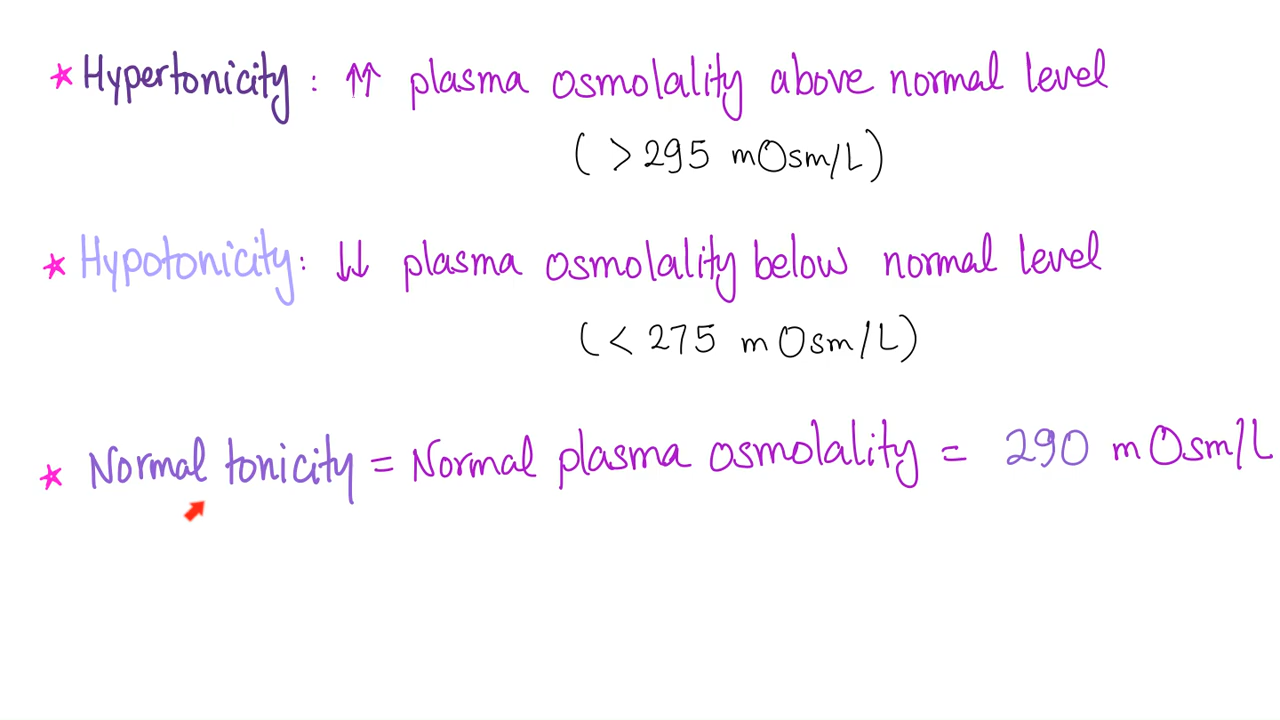 * Hypertonicity : ↑↑ plasma osmolality above normal level
( > 295 mOsm/L)
* Hypotonicity : ↓↓ plasma osmolality below normal level
( < 275 mOsm/L)
* Normal tonicity = Normal plasma osmolality = 290 mOsm/L